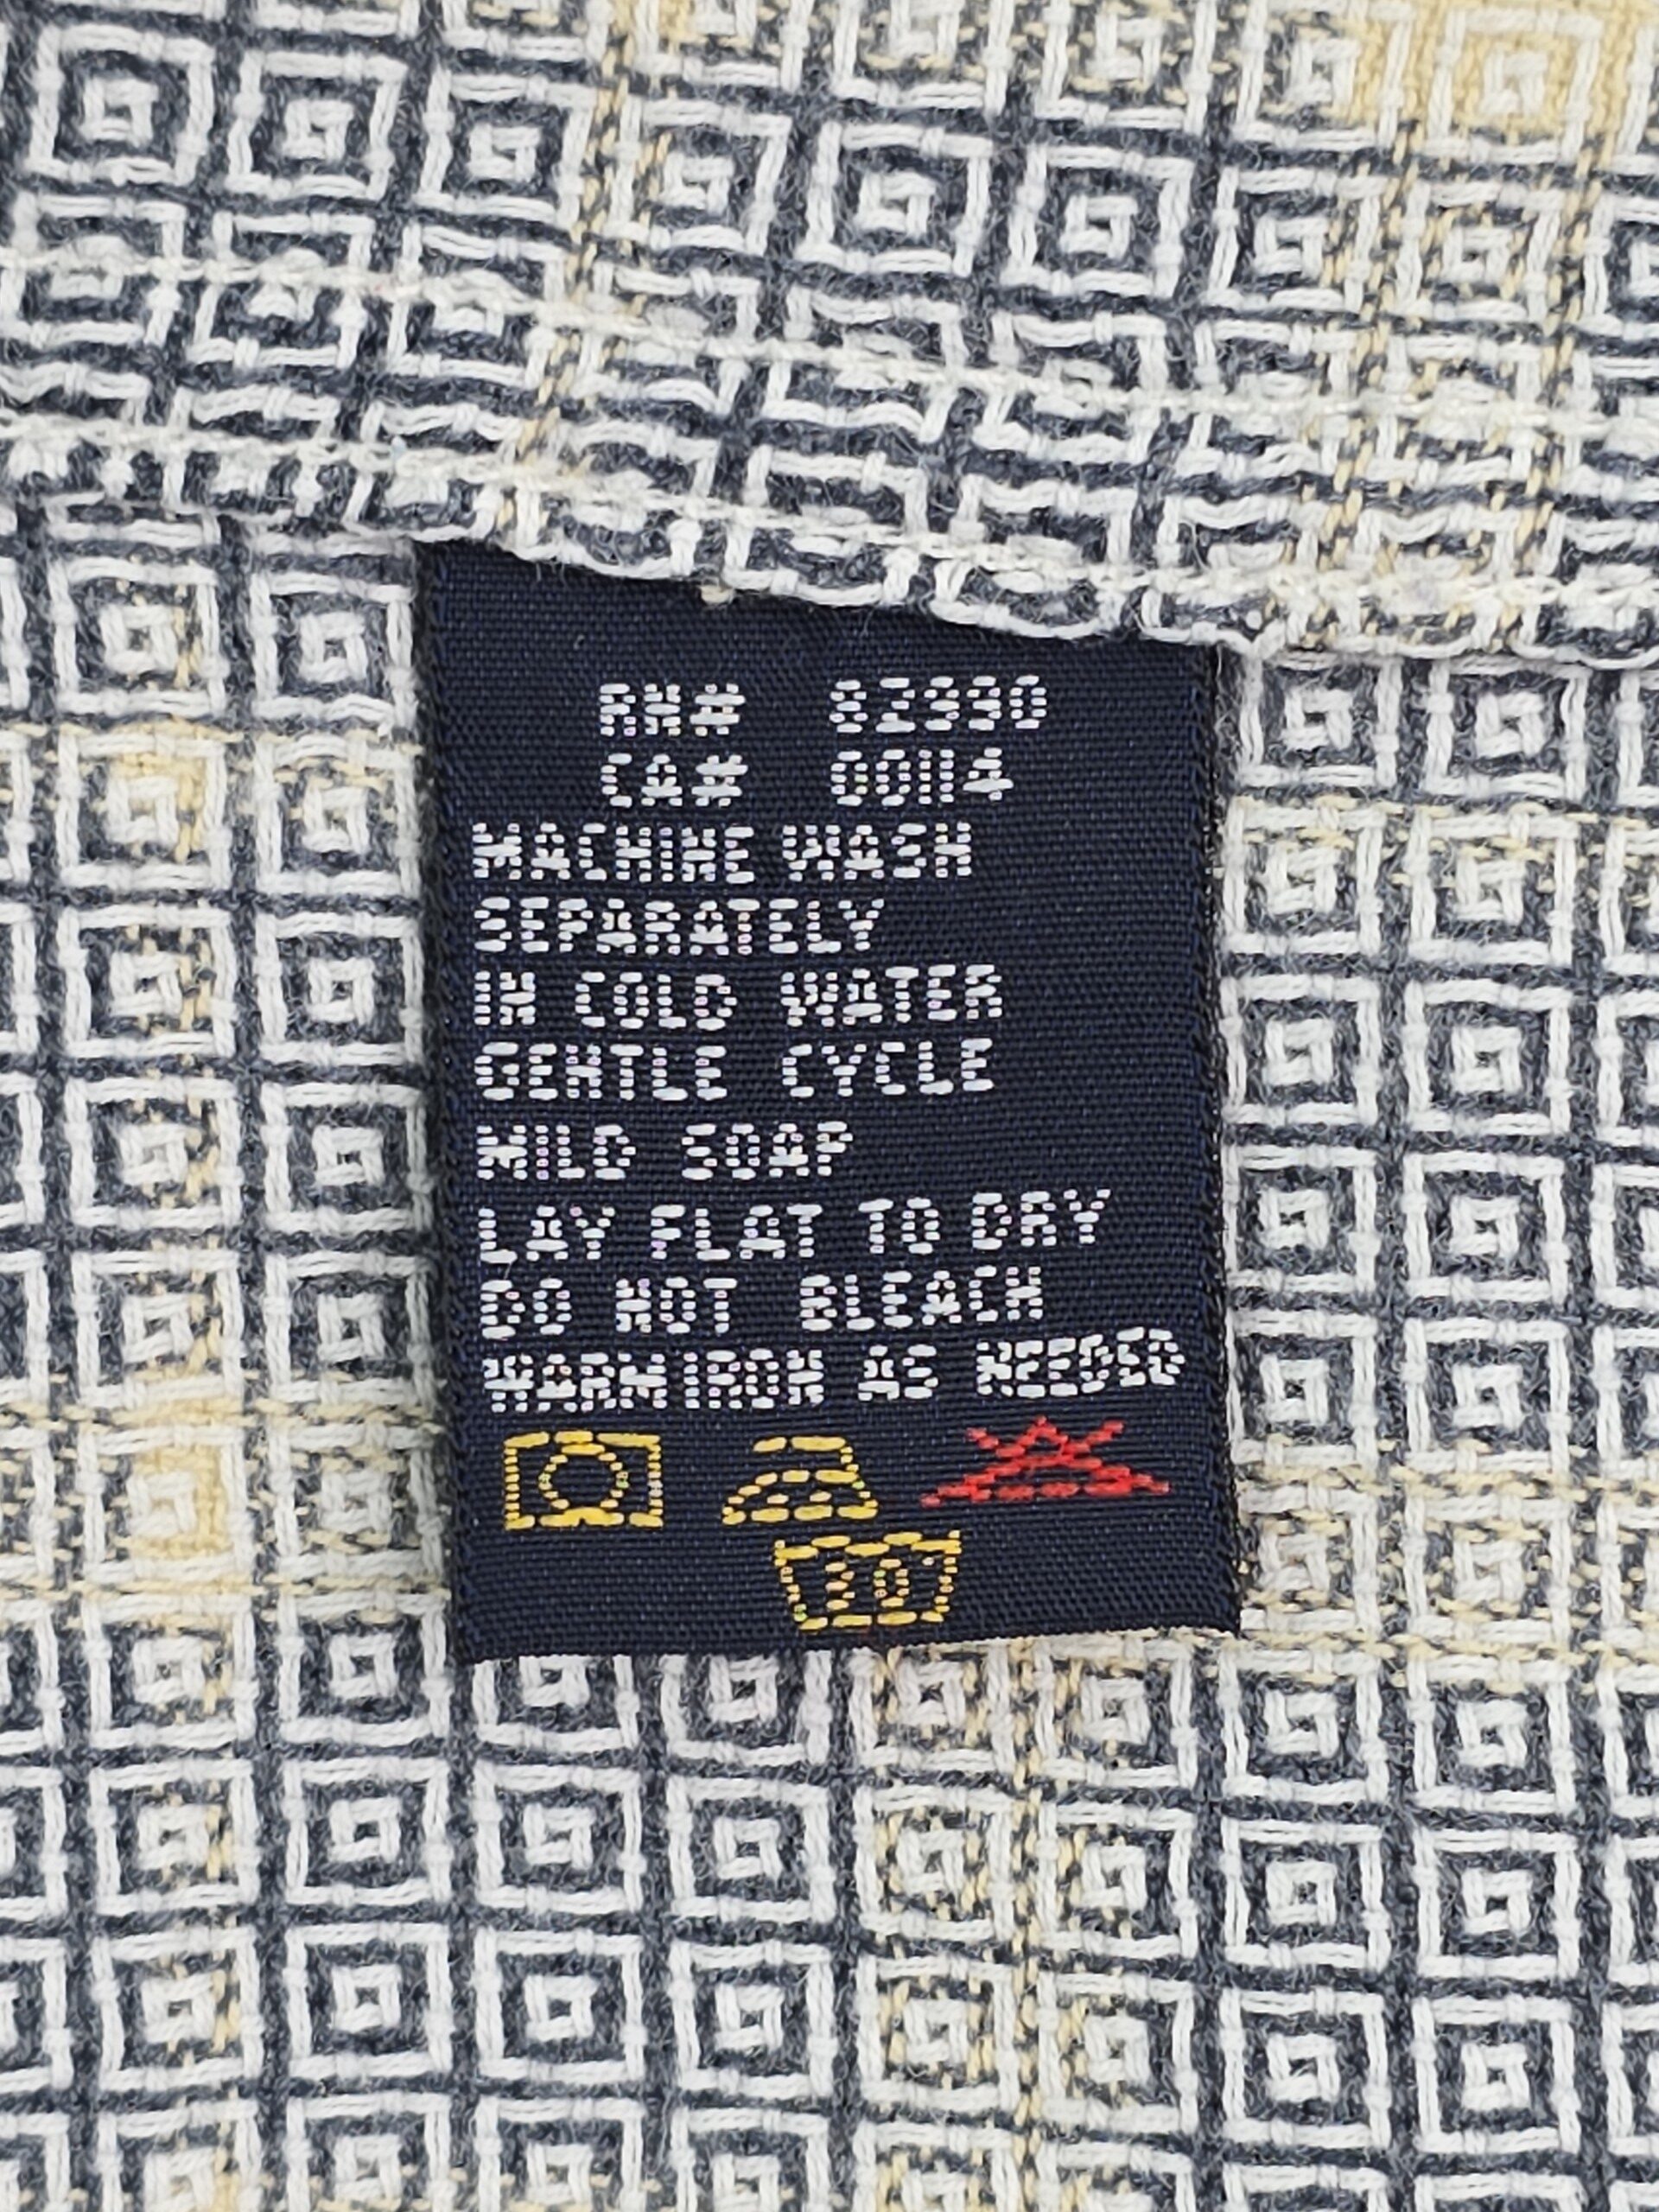 RN# 82990
CA# 00114
MACHINE WASH
SEPARATELY
IN COLD WATER
GENTLE CYCLE
MILD SOAP
LAY FLAT TO DRY
DO NOT BLEACH
WARM IRON AS NEEDED
30°